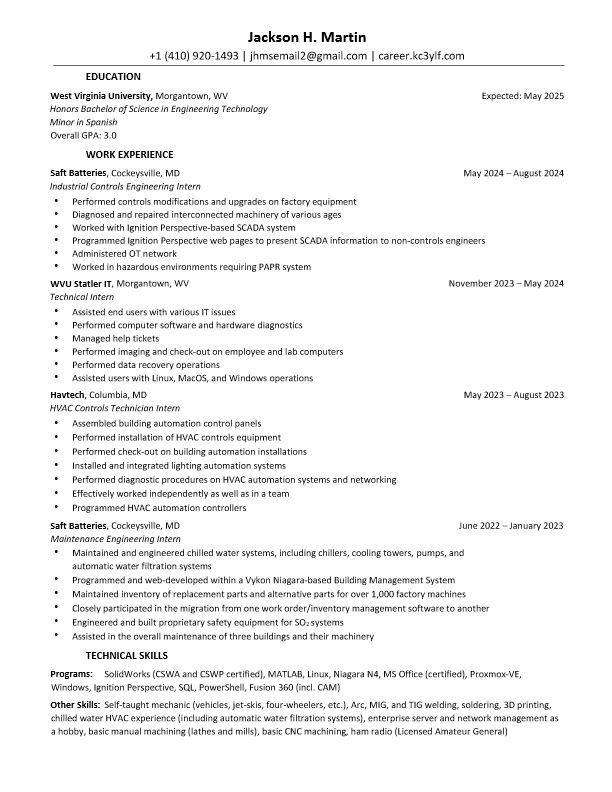 Jackson H. Martin
+1 (410) 920-1493 | jhmsemail2@gmail.com | career.kc3ylf.com
EDUCATION
West Virginia University, Morgantown, WV Expected: May 2025
Honors Bachelor of Science in Engineering Technology
Minor in Spanish
Overall GPA: 3.0
WORK EXPERIENCE
Saft Batteries, Cockeysville, MD May 2024 – August 2024
Industrial Controls Engineering Intern
• Performed controls modifications and upgrades on factory equipment
• Diagnosed and repaired interconnected machinery of various ages
• Worked with Ignition Perspective-based SCADA system
• Programmed Ignition Perspective web pages to present SCADA information to non-controls engineers
• Administered OT network
• Worked in hazardous environments requiring PAPR system
WVU Statler IT, Morgantown, WV November 2023 – May 2024
Technical Intern
• Assisted end users with various IT issues
• Performed computer software and hardware diagnostics
• Managed help tickets
• Performed imaging and check-out on employee and lab computers
• Performed data recovery operations
• Assisted users with Linux, MacOS, and Windows operations
Havtech, Columbia, MD May 2023 – August 2023
HVAC Controls Technician Intern
• Assembled building automation control panels
• Performed installation of HVAC controls equipment
• Performed check-out on building automation installations
• Installed and integrated lighting automation systems
• Performed diagnostic procedures on HVAC automation systems and networking
• Effectively worked independently as well as in a team
• Programmed HVAC automation controllers
Saft Batteries, Cockeysville, MD June 2022 – January 2023
Maintenance Engineering Intern
• Maintained and engineered chilled water systems, including chillers, cooling towers, pumps, and
automatic water filtration systems
• Programmed and web-developed within a Vykon Niagara-based Building Management System
• Maintained inventory of replacement parts and alternative parts for over 1,000 factory machines
• Closely participated in the migration from one work order/inventory management software to another
• Engineered and built proprietary safety equipment for SO₂ systems
• Assisted in the overall maintenance of three buildings and their machinery
TECHNICAL SKILLS
Programs: SolidWorks (CSWA and CSWP certified), MATLAB, Linux, Niagara N4, MS Office (certified), Proxmox-VE,
Windows, Ignition Perspective, SQL, PowerShell, Fusion 360 (incl. CAM)
Other Skills: Self-taught mechanic (vehicles, jet-skis, four-wheelers, etc.), Arc, MIG, and TIG welding, soldering, 3D printing,
chilled water HVAC experience (including automatic water filtration systems), enterprise server and network management as
a hobby, basic manual machining (lathes and mills), basic CNC machining, ham radio (Licensed Amateur General)